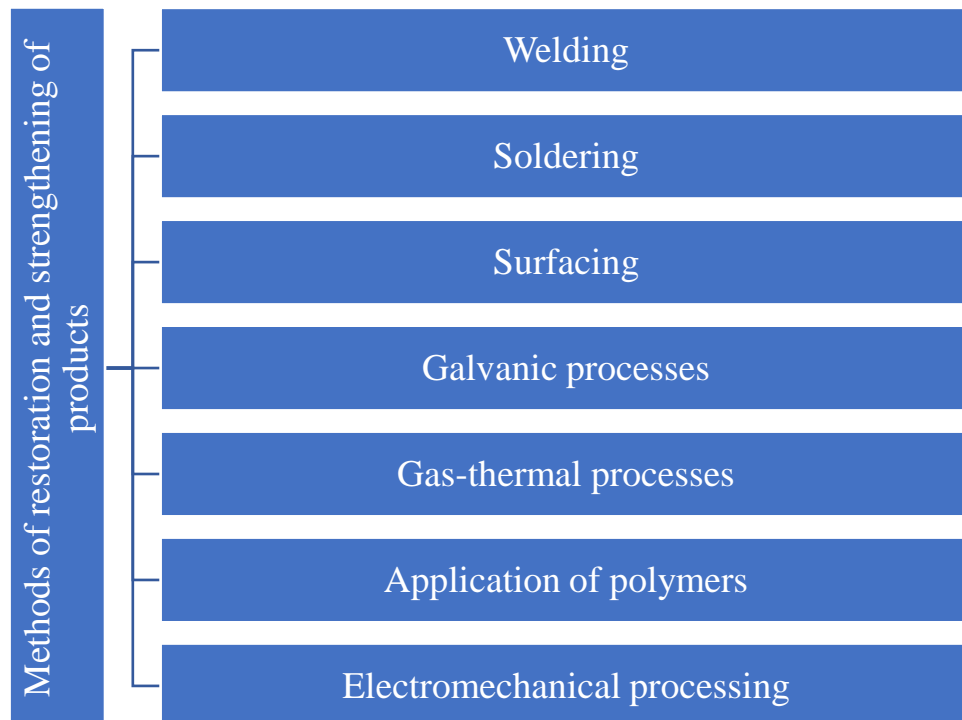 Methods of restoration and strengthening of
products
Welding
Soldering
Surfacing
Galvanic processes
Gas-thermal processes
Application of polymers
Electromechanical processing